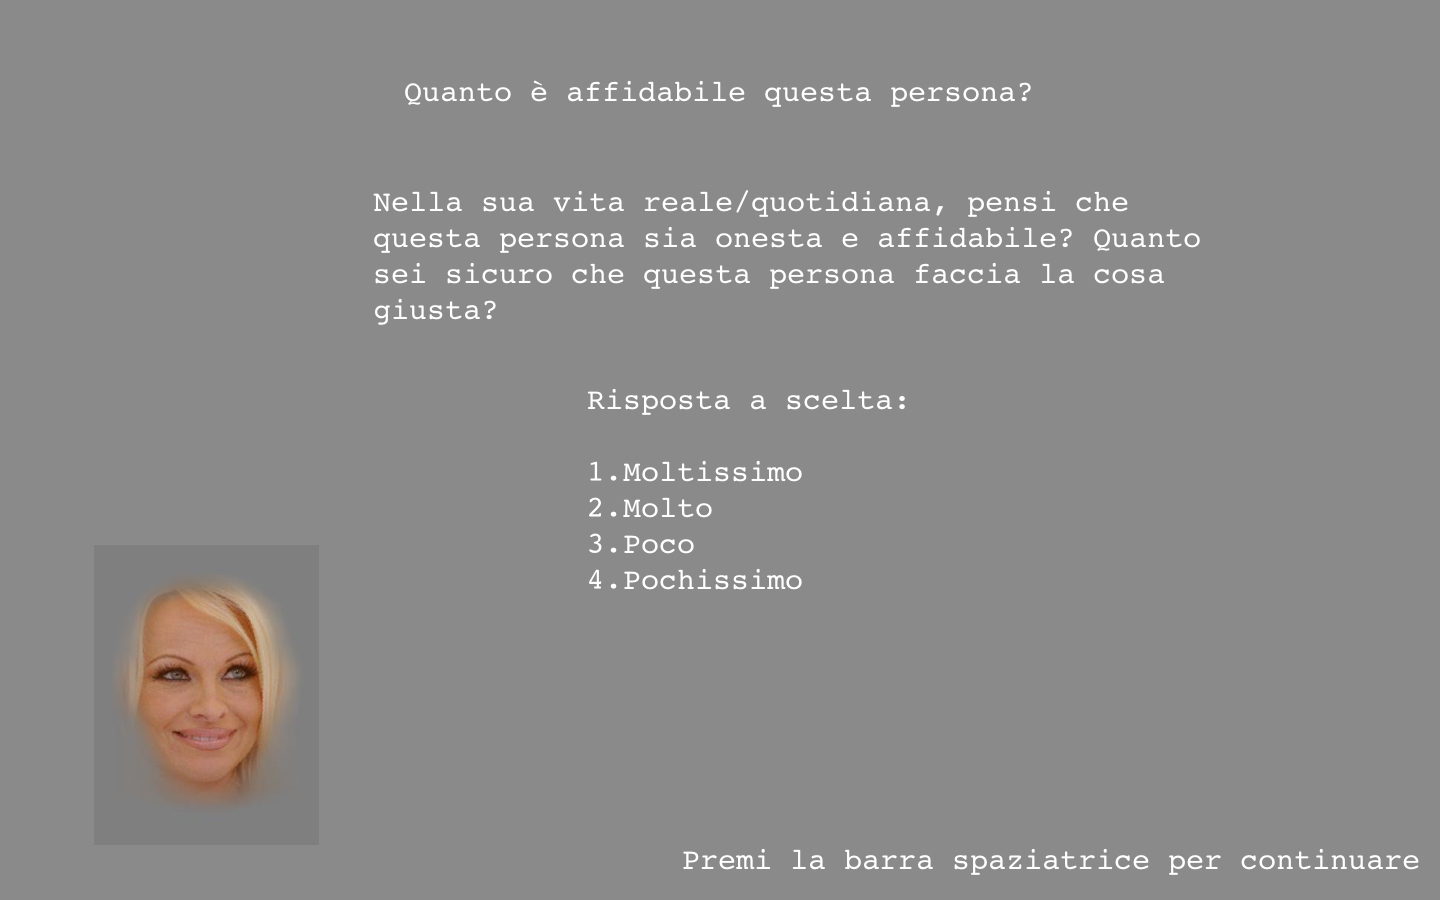 Quanto è affidabile questa persona?
Nella sua vita reale/quotidiana, pensi che
questa persona sia onesta e affidabile? Quanto
sei sicuro che questa persona faccia la cosa
giusta?
Risposta a scelta:
1.Moltissimo
2.Molto
3.Poco
4.Pochissimo
Premi la barra spaziatrice per continuare